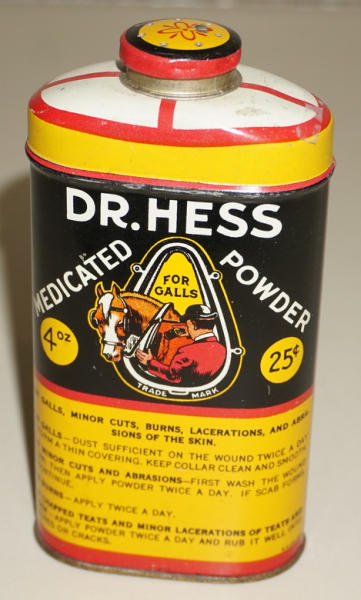 DR. HESS
MEDICATED POWDER
FOR
GALLS
4 oz
25¢
TRADE MARK
GALLS, MINOR CUTS, BURNS, LACERATIONS, AND ABRA-
SIONS OF THE SKIN.
GALLS—DUST SUFFICIENT ON THE WOUND TWICE A DAY
A THIN COVERING. KEEP COLLAR CLEAN AND SMOOTH.
MINOR CUTS AND ABRASIONS—FIRST WASH THE WOUND
THEN APPLY POWDER TWICE A DAY. IF SCAB FORMS,
—APPLY TWICE A DAY.
TEATS AND MINOR LACERATIONS OF TEATS AND
APPLY POWDER TWICE A DAY AND RUB IT WELL
OR CRACKS.